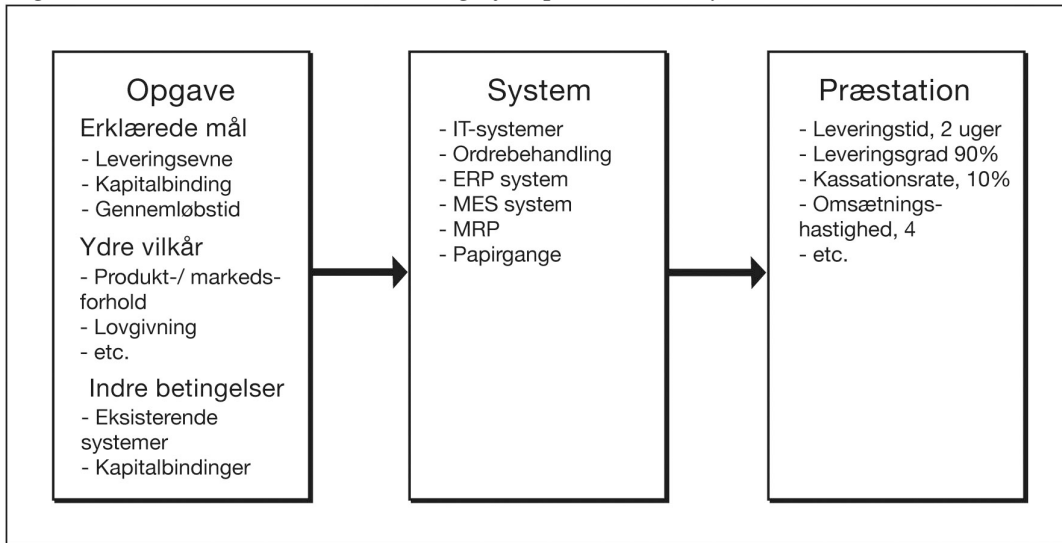 Opgave
Erklærede mål
- Leveringsevne
- Kapitalbinding
- Gennemløbstid
Ydre vilkår
- Produkt-/ markeds-
forhold
- Lovgivning
- etc.
Indre betingelser
- Eksisterende
systemer
- Kapitalbindinger
System
- IT-systemer
- Ordrebehandling
- ERP system
- MES system
- MRP
- Papirgange
Præstation
- Leveringstid, 2 uger
- Leveringsgrad 90%
- Kassationsrate, 10%
- Omsætnings-
hastighed, 4
- etc.